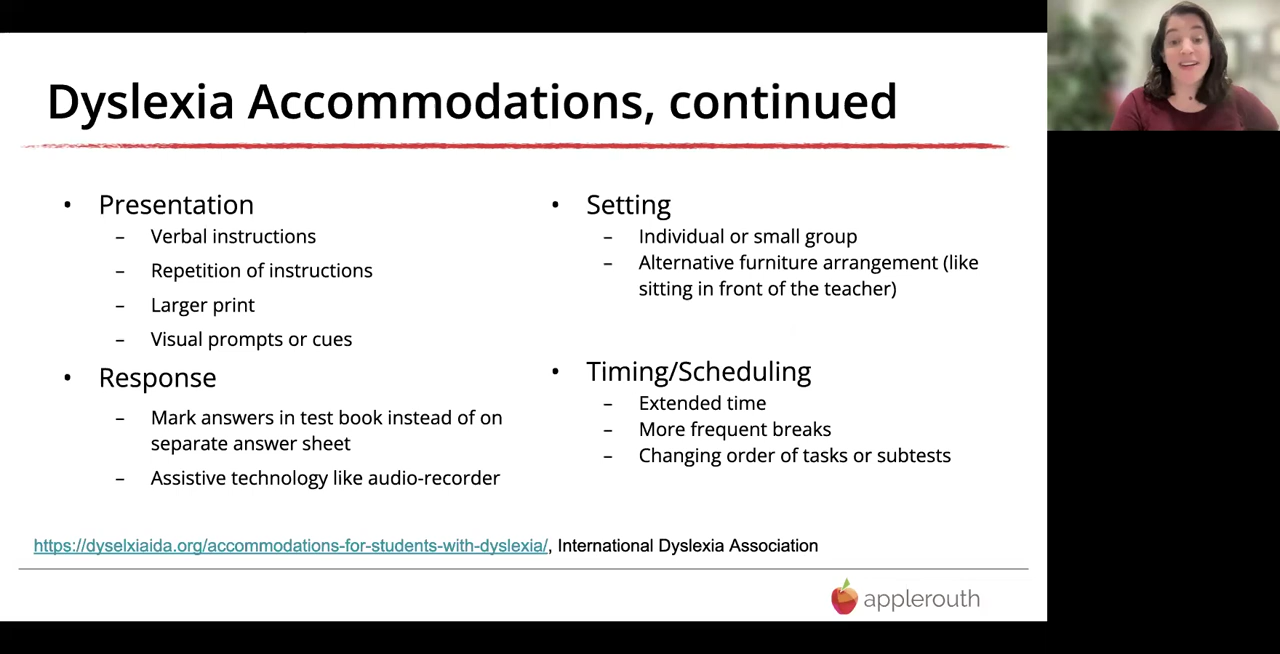 Dyslexia Accommodations, continued
• Presentation
– Verbal instructions
– Repetition of instructions
– Larger print
– Visual prompts or cues
• Response
– Mark answers in test book instead of on
separate answer sheet
– Assistive technology like audio-recorder
• Setting
– Individual or small group
– Alternative furniture arrangement (like
sitting in front of the teacher)
• Timing/Scheduling
– Extended time
– More frequent breaks
– Changing order of tasks or subtests
https://dyselxiaida.org/accommodations-for-students-with-dyslexia/, International Dyslexia Association
applerouth